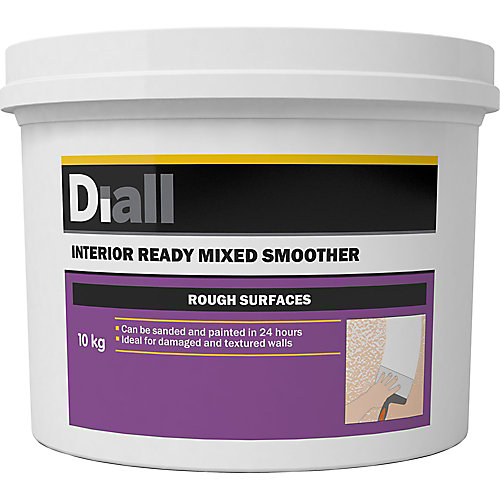 Diall
INTERIOR READY MIXED SMOOTHER
ROUGH SURFACES
10 kg
• Can be sanded and painted in 24 hours
• Ideal for damaged and textured walls